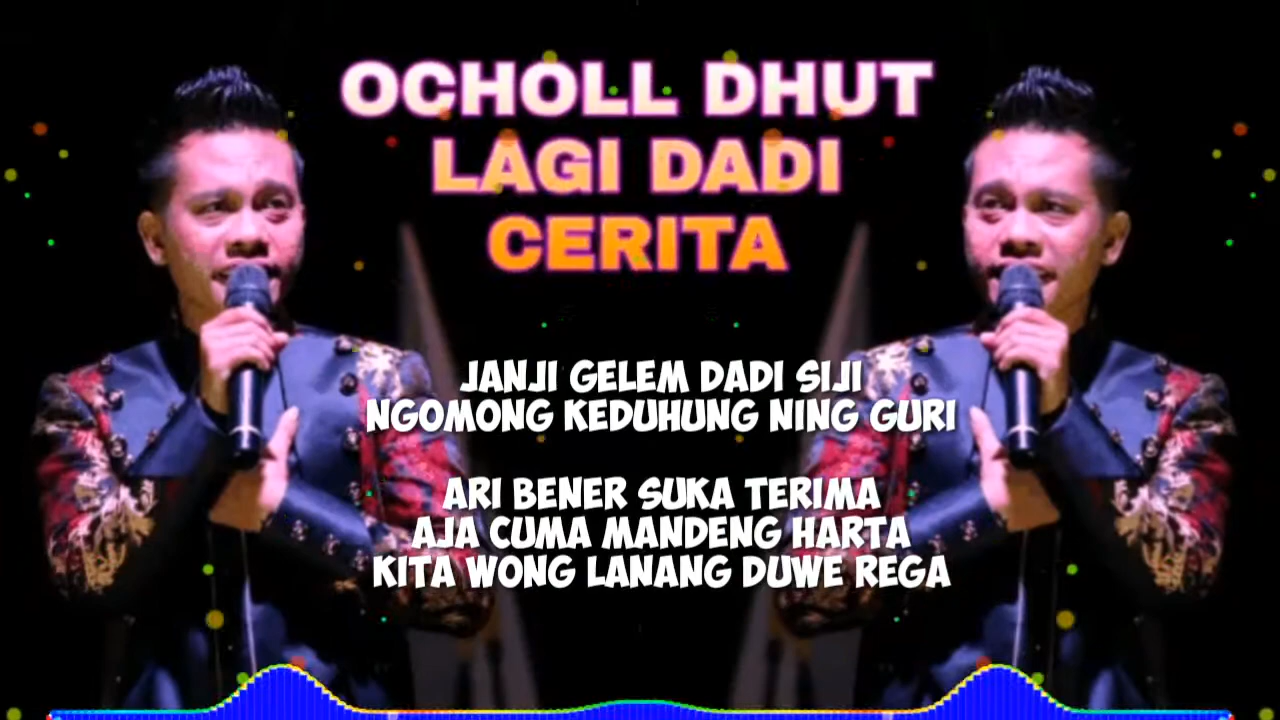 OCHOLL DHUT
LAGI DADI
CERITA
JANJI GELEM DADI SIJI
NGOMONG KEDUHUNG NING GURI
ARI BENER SUKA TERIMA
AJA CUMA MANDENG HARTA
KITA WONG LANANG DUWE REGA